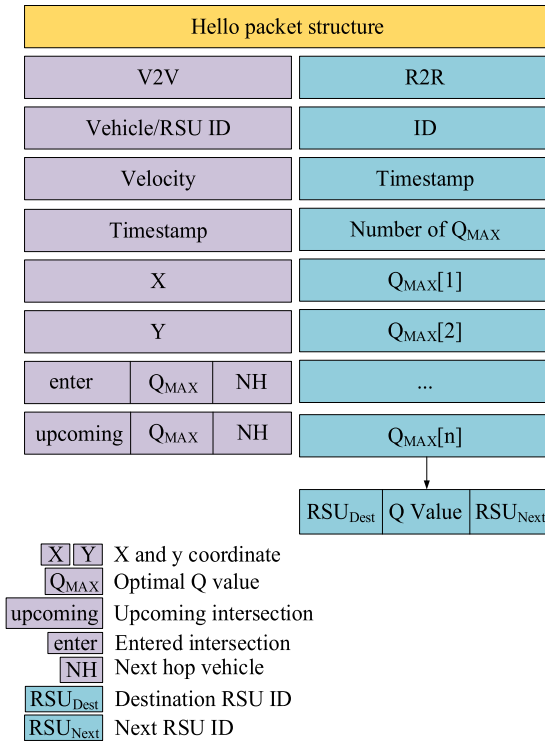 Hello packet structure
V2V R2R
Vehicle/RSU ID ID
Velocity Timestamp
Timestamp Number of QMAX
X QMAX[1]
Y QMAX[2]
enter QMAX NH ...
upcoming QMAX NH QMAX[n]
RSUDest Q Value RSUNext
X Y X and y coordinate
QMAX Optimal Q value
upcoming Upcoming intersection
enter Entered intersection
NH Next hop vehicle
RSUDest Destination RSU ID
RSUNext Next RSU ID